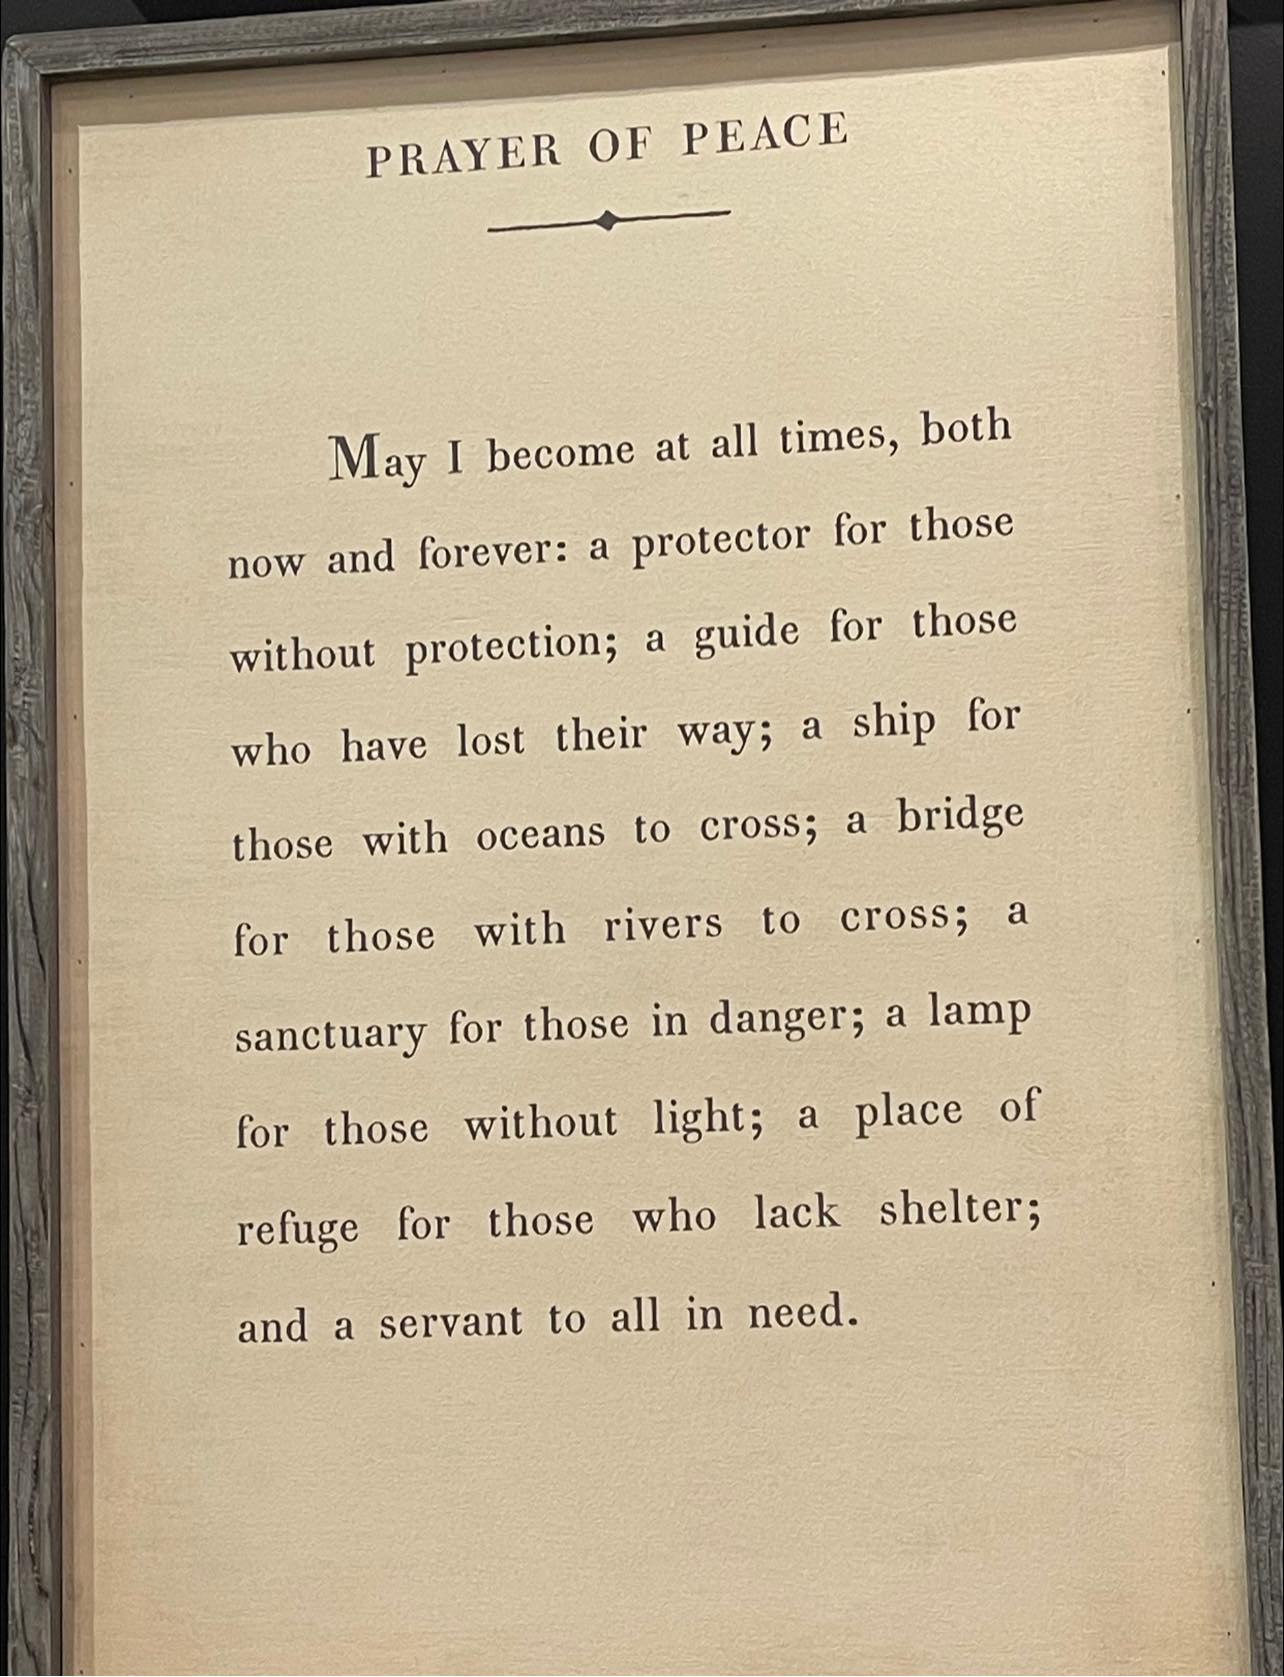 PRAYER OF PEACE
May I become at all times, both
now and forever: a protector for those
without protection; a guide for those
who have lost their way; a ship for
those with oceans to cross; a bridge
for those with rivers to cross; a
sanctuary for those in danger; a lamp
for those without light; a place of
refuge for those who lack shelter;
and a servant to all in need.